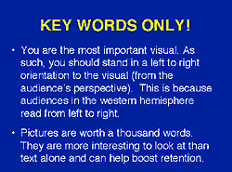 KEY WORDS ONLY!
• You are the most important visual. As
such, you should stand in a left to right
orientation to the visual (from the
audience's perspective). This is because
audiences in the western hemisphere
read from left to right.
• Pictures are worth a thousand words.
They are more interesting to look at than
text alone and can help boost retention.